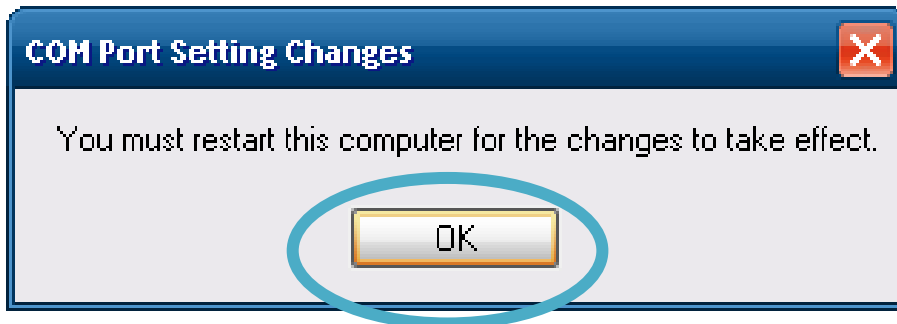 COM Port Setting Changes
You must restart this computer for the changes to take effect.
OK